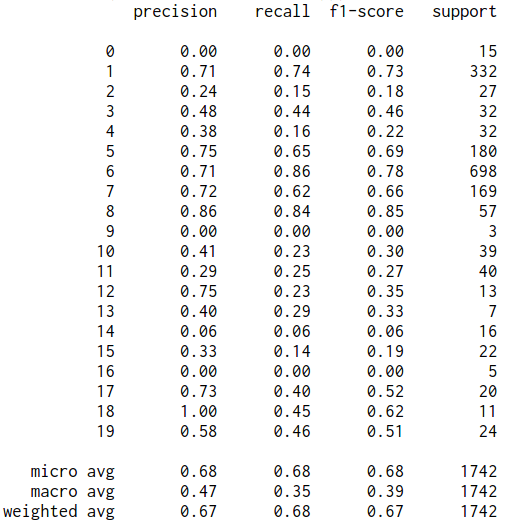 precision recall f1-score support
0 0.00 0.00 0.00 15
1 0.71 0.74 0.73 332
2 0.24 0.15 0.18 27
3 0.48 0.44 0.46 32
4 0.38 0.16 0.22 32
5 0.75 0.65 0.69 180
6 0.71 0.86 0.78 698
7 0.72 0.62 0.66 169
8 0.86 0.84 0.85 57
9 0.00 0.00 0.00 3
10 0.41 0.23 0.30 39
11 0.29 0.25 0.27 40
12 0.75 0.23 0.35 13
13 0.40 0.29 0.33 7
14 0.06 0.06 0.06 16
15 0.33 0.14 0.19 22
16 0.00 0.00 0.00 5
17 0.73 0.40 0.52 20
18 1.00 0.45 0.62 11
19 0.58 0.46 0.51 24
micro avg 0.68 0.68 0.68 1742
macro avg 0.47 0.35 0.39 1742
weighted avg 0.67 0.68 0.67 1742